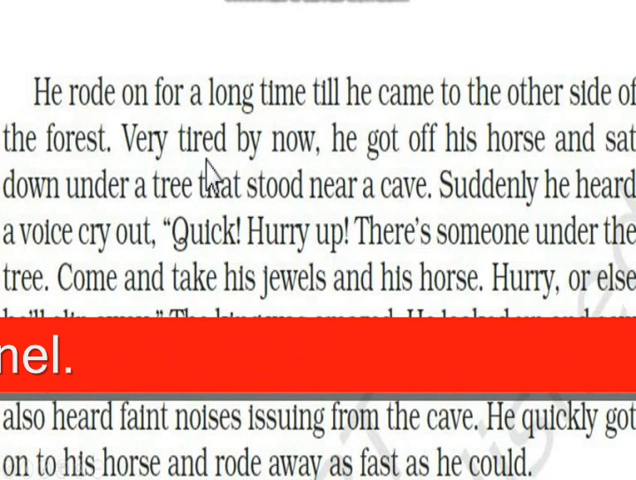 He rode on for a long time till he came to the other side of
the forest. Very tired by now, he got off his horse and sat
down under a tree that stood near a cave. Suddenly he heard
a voice cry out, “Quick! Hurry up! There’s someone under the
tree. Come and take his jewels and his horse. Hurry, or else
nel.
also heard faint noises issuing from the cave. He quickly got
on to his horse and rode away as fast as he could.